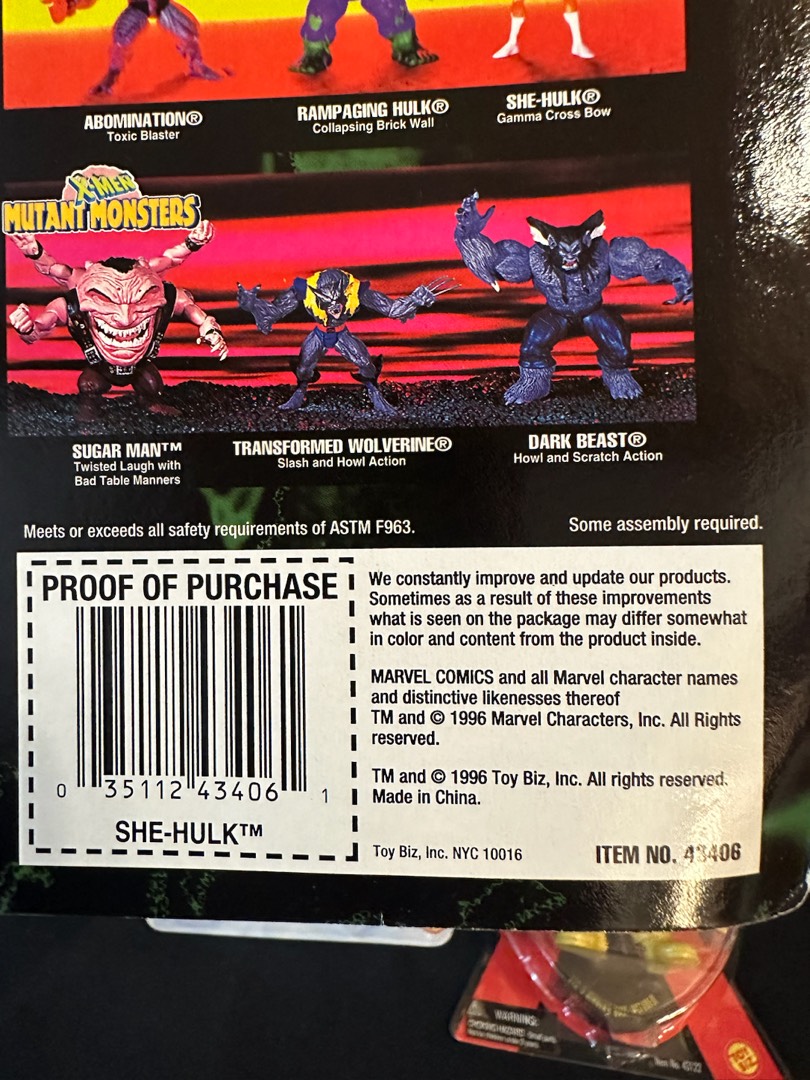 ABOMINATION®
Toxic Blaster
RAMPAGING HULK®
Collapsing Brick Wall
SHE-HULK®
Gamma Cross Bow
X-MEN
MUTANT MONSTERS
SUGAR MAN™
Twisted Laugh with
Bad Table Manners
TRANSFORMED WOLVERINE®
Slash and Howl Action
DARK BEAST®
Howl and Scratch Action
Meets or exceeds all safety requirements of ASTM F963.
Some assembly required.
PROOF OF PURCHASE
0 35112 43406 1
SHE-HULK™
We constantly improve and update our products.
Sometimes as a result of these improvements
what is seen on the package may differ somewhat
in color and content from the product inside.
MARVEL COMICS and all Marvel character names
and distinctive likenesses thereof
TM and © 1996 Marvel Characters, Inc. All Rights
reserved.
TM and © 1996 Toy Biz, Inc. All rights reserved.
Made in China.
Toy Biz, Inc. NYC 10016
ITEM NO. 43406
WARNING:
TOY BIZ